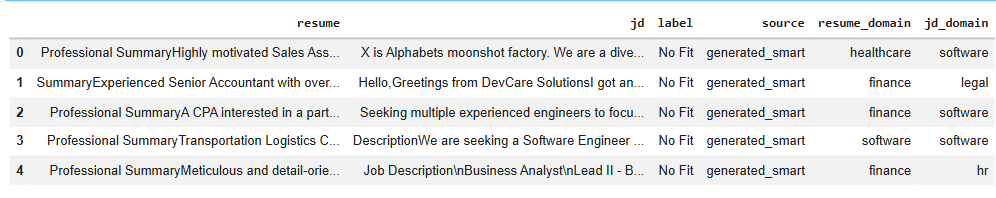 resume jd label source resume_domain jd_domain
0 Professional SummaryHighly motivated Sales Ass... X is Alphabets moonshot factory. We are a dive... No Fit generated_smart healthcare software
1 SummaryExperienced Senior Accountant with over... Hello,Greetings from DevCare SolutionsI got an... No Fit generated_smart finance legal
2 Professional SummaryA CPA interested in a part... Seeking multiple experienced engineers to focu... No Fit generated_smart finance software
3 Professional SummaryTransportation Logistics C... DescriptionWe are seeking a Software Engineer ... No Fit generated_smart software software
4 Professional SummaryMeticulous and detail-orie... Job Description\nBusiness Analyst\nLead II - B... No Fit generated_smart finance hr